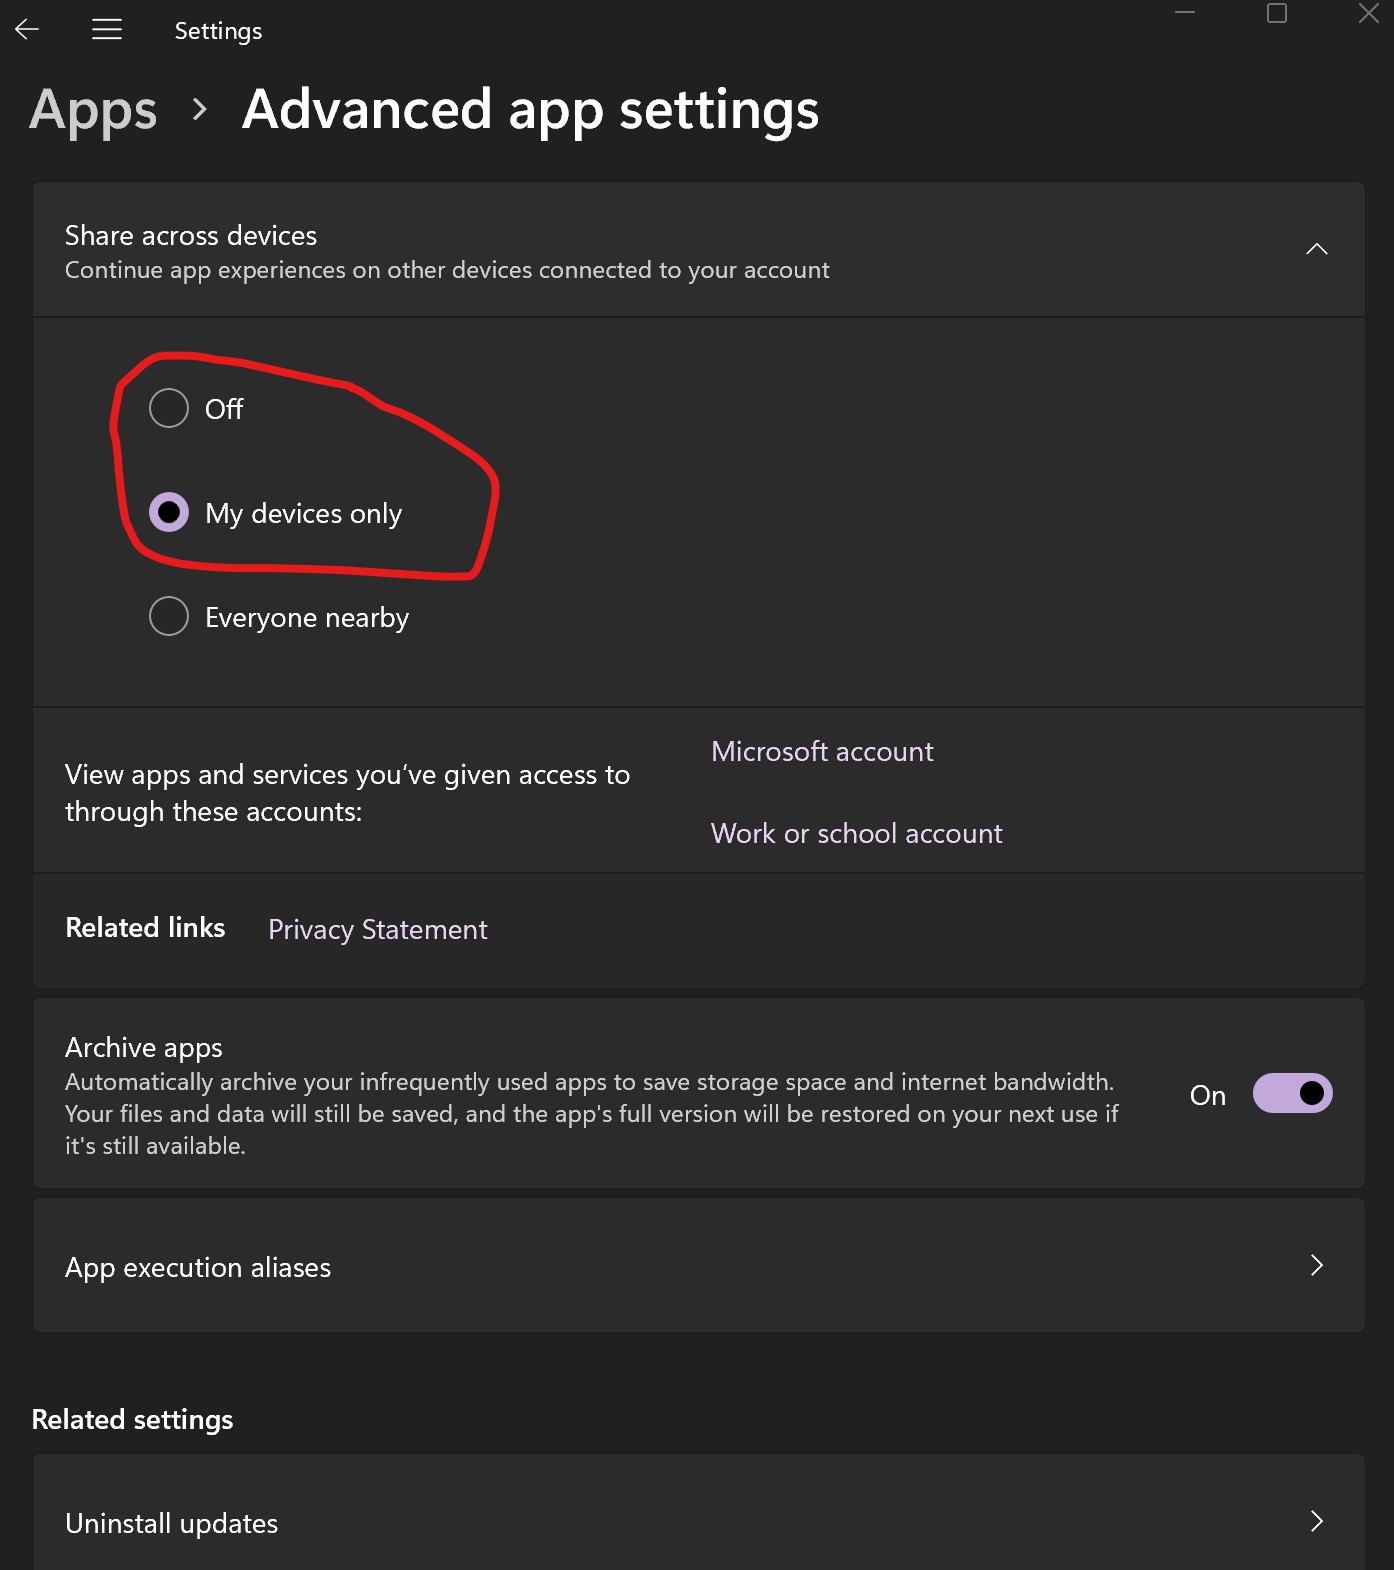 Settings
Apps > Advanced app settings
Share across devices
Continue app experiences on other devices connected to your account
Off
My devices only
Everyone nearby
View apps and services you've given access to
through these accounts:
Microsoft account
Work or school account
Related links Privacy Statement
Archive apps
Automatically archive your infrequently used apps to save storage space and internet bandwidth.
Your files and data will still be saved, and the app's full version will be restored on your next use if
it's still available.
On
App execution aliases
Related settings
Uninstall updates